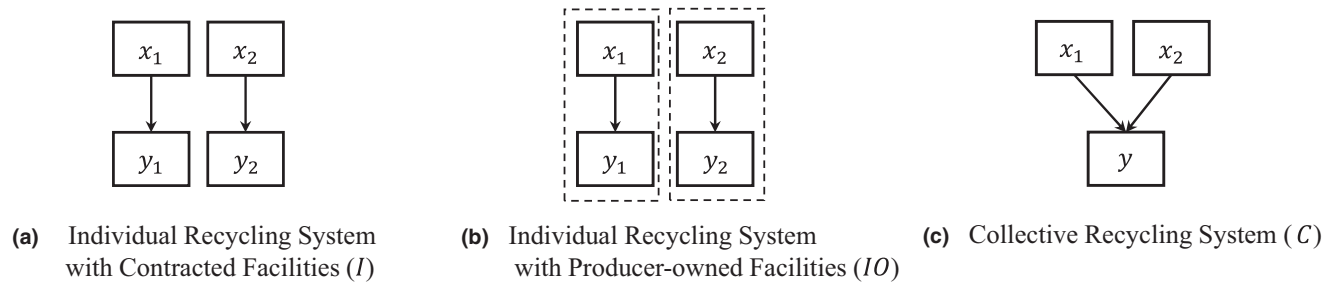 x₁ x₂ x₁ x₂ x₁ x₂
y₁ y₂ y₁ y₂ y
(a) Individual Recycling System
with Contracted Facilities (I)
(b) Individual Recycling System
with Producer-owned Facilities (IO)
(c) Collective Recycling System (C)